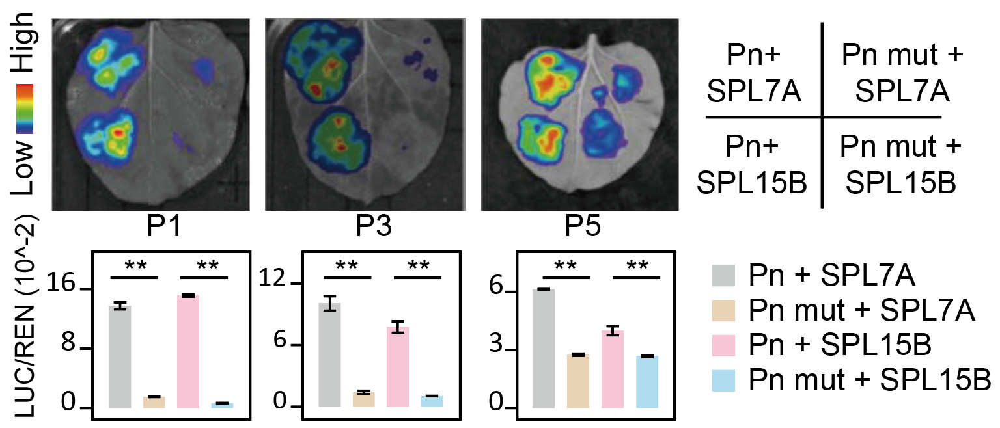 Low High
Pn+
SPL7A
Pn mut +
SPL7A
Pn+
SPL15B
Pn mut +
SPL15B
P1
P3
P5
LUC/REN (10^-2)
** **
16
8
0
** **
12
6
0
** **
6
3
0
Pn + SPL7A
Pn mut + SPL7A
Pn + SPL15B
Pn mut + SPL15B